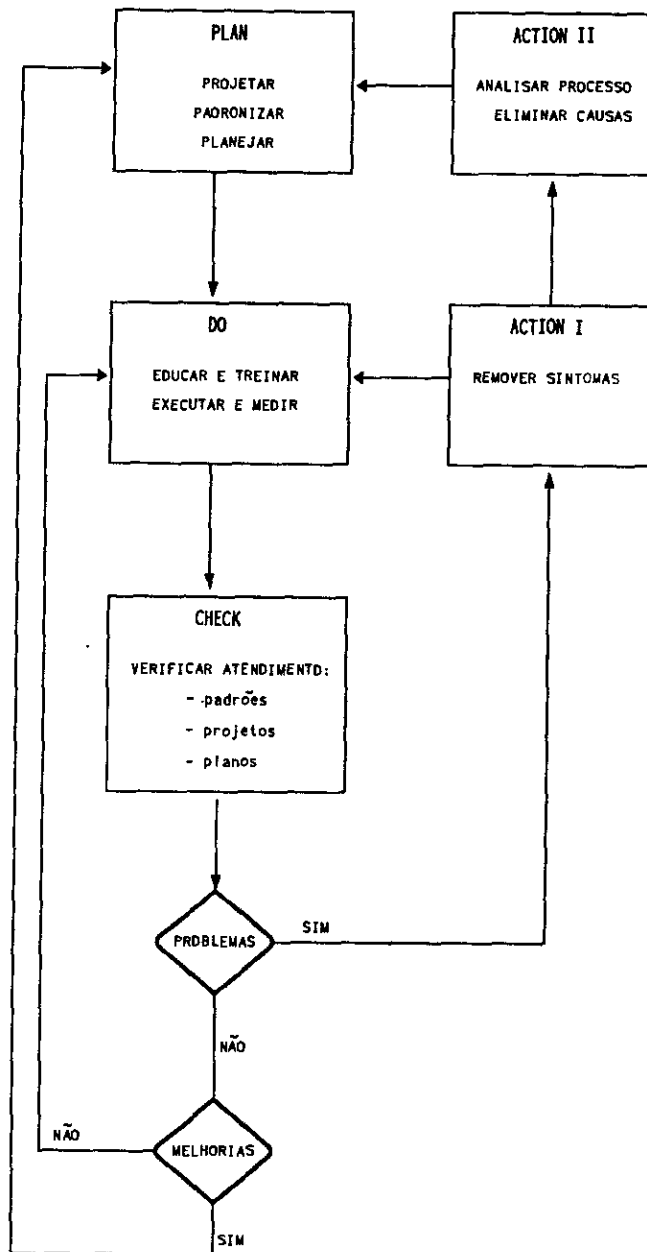 PLAN
PROJETAR
PADRONIZAR
PLANEJAR
ACTION II
ANALISAR PROCESSO
ELIMINAR CAUSAS
DO
EDUCAR E TREINAR
EXECUTAR E MEDIR
ACTION I
REMOVER SINTOMAS
CHECK
VERIFICAR ATENDIMENTO:
- padrões
- projetos
- planos
PROBLEMAS
SIM
NÃO
MELHORIAS
NÃO
SIM